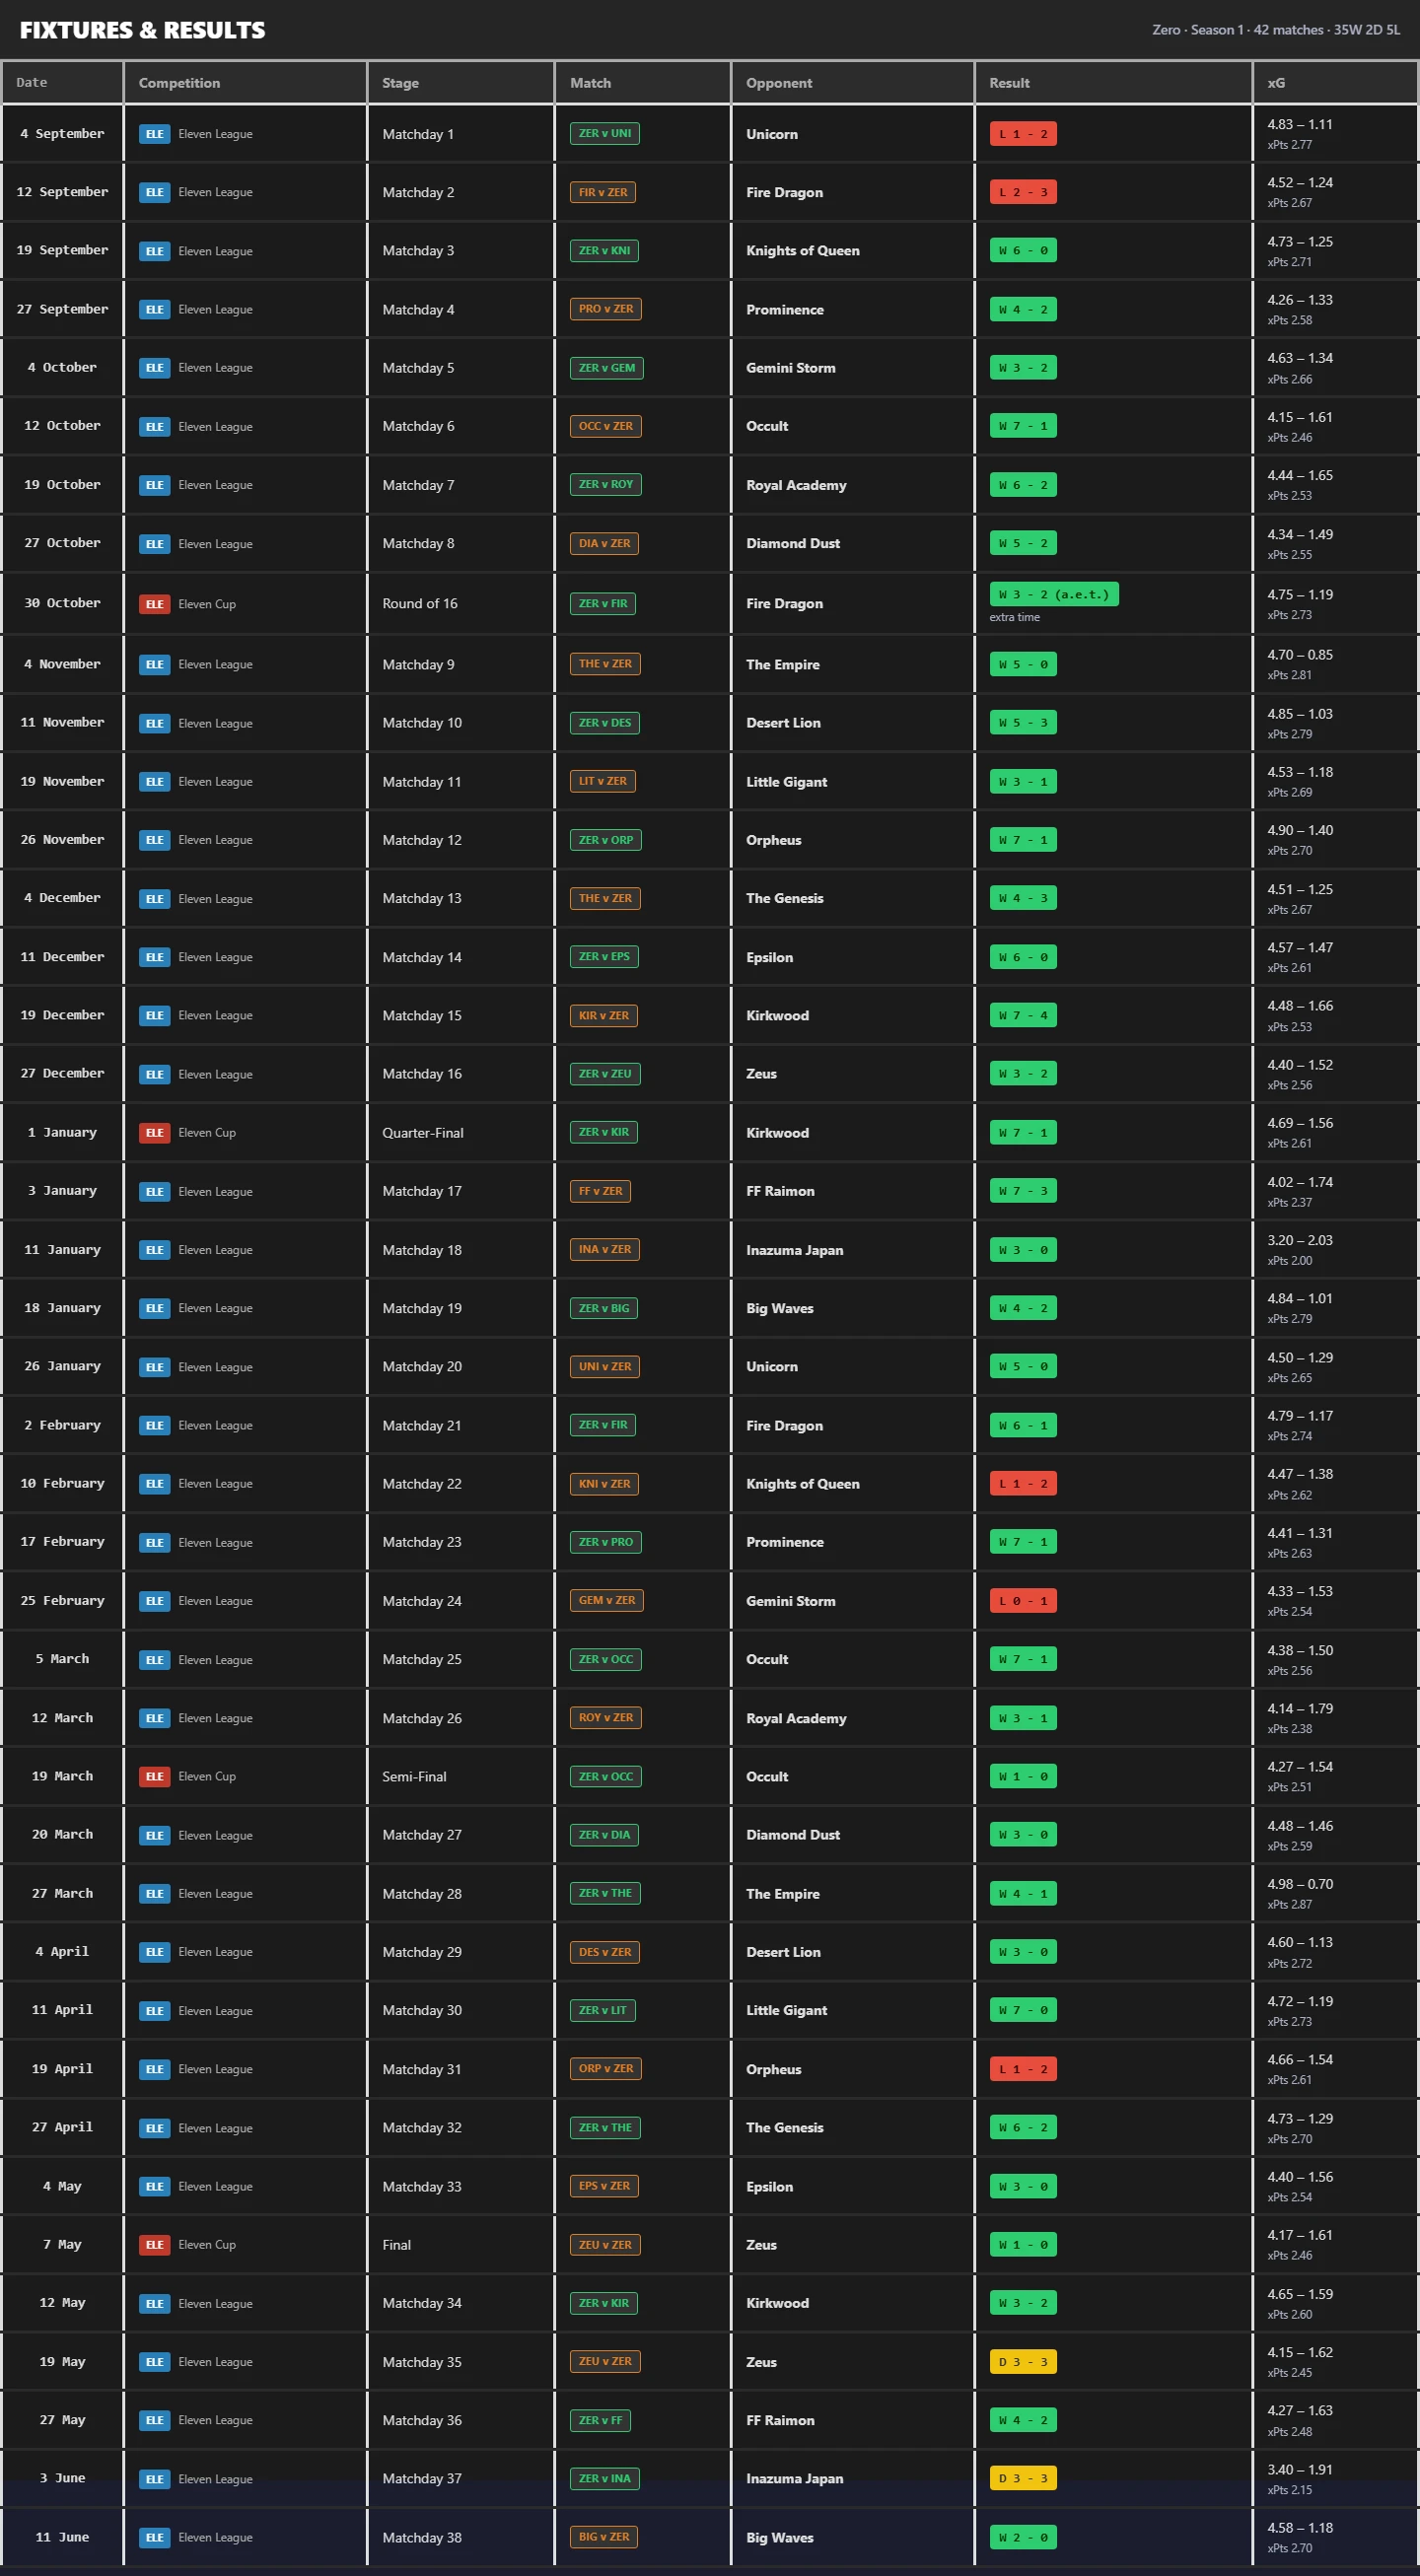 FIXTURES & RESULTS
Zero · Season 1 · 42 matches · 35W 2D 5L
Date Competition Stage Match Opponent Result xG
4 September ELE Eleven League Matchday 1 ZER v UNI Unicorn L 1 - 2 4.83 – 1.11
xPts 2.77
12 September ELE Eleven League Matchday 2 FIR v ZER Fire Dragon L 2 - 3 4.52 – 1.24
xPts 2.67
19 September ELE Eleven League Matchday 3 ZER v KNI Knights of Queen W 6 - 0 4.73 – 1.25
xPts 2.71
27 September ELE Eleven League Matchday 4 PRO v ZER Prominence W 4 - 2 4.26 – 1.33
xPts 2.58
4 October ELE Eleven League Matchday 5 ZER v GEM Gemini Storm W 3 - 2 4.63 – 1.34
xPts 2.66
12 October ELE Eleven League Matchday 6 OCC v ZER Occult W 7 - 1 4.15 – 1.61
xPts 2.46
19 October ELE Eleven League Matchday 7 ZER v ROY Royal Academy W 6 - 2 4.44 – 1.65
xPts 2.53
27 October ELE Eleven League Matchday 8 DIA v ZER Diamond Dust W 5 - 2 4.34 – 1.49
xPts 2.55
30 October ELE Eleven Cup Round of 16 ZER v FIR Fire Dragon W 3 - 2 (a.e.t.) 4.75 – 1.19
extra time xPts 2.73
4 November ELE Eleven League Matchday 9 THE v ZER The Empire W 5 - 0 4.70 – 0.85
xPts 2.81
11 November ELE Eleven League Matchday 10 ZER v DES Desert Lion W 5 - 3 4.85 – 1.03
xPts 2.79
19 November ELE Eleven League Matchday 11 LIT v ZER Little Gigant W 3 - 1 4.53 – 1.18
xPts 2.69
26 November ELE Eleven League Matchday 12 ZER v ORP Orpheus W 7 - 1 4.90 – 1.40
xPts 2.70
4 December ELE Eleven League Matchday 13 THE v ZER The Genesis W 4 - 3 4.51 – 1.25
xPts 2.67
11 December ELE Eleven League Matchday 14 ZER v EPS Epsilon W 6 - 0 4.57 – 1.47
xPts 2.61
19 December ELE Eleven League Matchday 15 KIR v ZER Kirkwood W 7 - 4 4.48 – 1.66
xPts 2.53
27 December ELE Eleven League Matchday 16 ZER v ZEU Zeus W 3 - 2 4.40 – 1.52
xPts 2.56
1 January ELE Eleven Cup Quarter-Final ZER v KIR Kirkwood W 7 - 1 4.69 – 1.56
xPts 2.61
3 January ELE Eleven League Matchday 17 FF v ZER FF Raimon W 7 - 3 4.02 – 1.74
xPts 2.37
11 January ELE Eleven League Matchday 18 INA v ZER Inazuma Japan W 3 - 0 3.20 – 2.03
xPts 2.00
18 January ELE Eleven League Matchday 19 ZER v BIG Big Waves W 4 - 2 4.84 – 1.01
xPts 2.79
26 January ELE Eleven League Matchday 20 UNI v ZER Unicorn W 5 - 0 4.50 – 1.29
xPts 2.65
2 February ELE Eleven League Matchday 21 ZER v FIR Fire Dragon W 6 - 1 4.79 – 1.17
xPts 2.74
10 February ELE Eleven League Matchday 22 KNI v ZER Knights of Queen L 1 - 2 4.47 – 1.38
xPts 2.62
17 February ELE Eleven League Matchday 23 ZER v PRO Prominence W 7 - 1 4.41 – 1.31
xPts 2.63
25 February ELE Eleven League Matchday 24 GEM v ZER Gemini Storm L 0 - 1 4.33 – 1.53
xPts 2.54
5 March ELE Eleven League Matchday 25 ZER v OCC Occult W 7 - 1 4.38 – 1.50
xPts 2.56
12 March ELE Eleven League Matchday 26 ROY v ZER Royal Academy W 3 - 1 4.14 – 1.79
xPts 2.38
19 March ELE Eleven Cup Semi-Final ZER v OCC Occult W 1 - 0 4.27 – 1.54
xPts 2.51
20 March ELE Eleven League Matchday 27 ZER v DIA Diamond Dust W 3 - 0 4.48 – 1.46
xPts 2.59
27 March ELE Eleven League Matchday 28 ZER v THE The Empire W 4 - 1 4.98 – 0.70
xPts 2.87
4 April ELE Eleven League Matchday 29 DES v ZER Desert Lion W 3 - 0 4.60 – 1.13
xPts 2.72
11 April ELE Eleven League Matchday 30 ZER v LIT Little Gigant W 7 - 0 4.72 – 1.19
xPts 2.73
19 April ELE Eleven League Matchday 31 ORP v ZER Orpheus L 1 - 2 4.66 – 1.54
xPts 2.61
27 April ELE Eleven League Matchday 32 ZER v THE The Genesis W 6 - 2 4.73 – 1.29
xPts 2.70
4 May ELE Eleven League Matchday 33 EPS v ZER Epsilon W 3 - 0 4.40 – 1.56
xPts 2.54
7 May ELE Eleven Cup Final ZEU v ZER Zeus W 1 - 0 4.17 – 1.61
xPts 2.46
12 May ELE Eleven League Matchday 34 ZER v KIR Kirkwood W 3 - 2 4.65 – 1.59
xPts 2.60
19 May ELE Eleven League Matchday 35 ZEU v ZER Zeus D 3 - 3 4.15 – 1.62
xPts 2.45
27 May ELE Eleven League Matchday 36 ZER v FF FF Raimon W 4 - 2 4.27 – 1.63
xPts 2.48
3 June ELE Eleven League Matchday 37 ZER v INA Inazuma Japan D 3 - 3 3.40 – 1.91
xPts 2.15
11 June ELE Eleven League Matchday 38 BIG v ZER Big Waves W 2 - 0 4.58 – 1.18
xPts 2.70